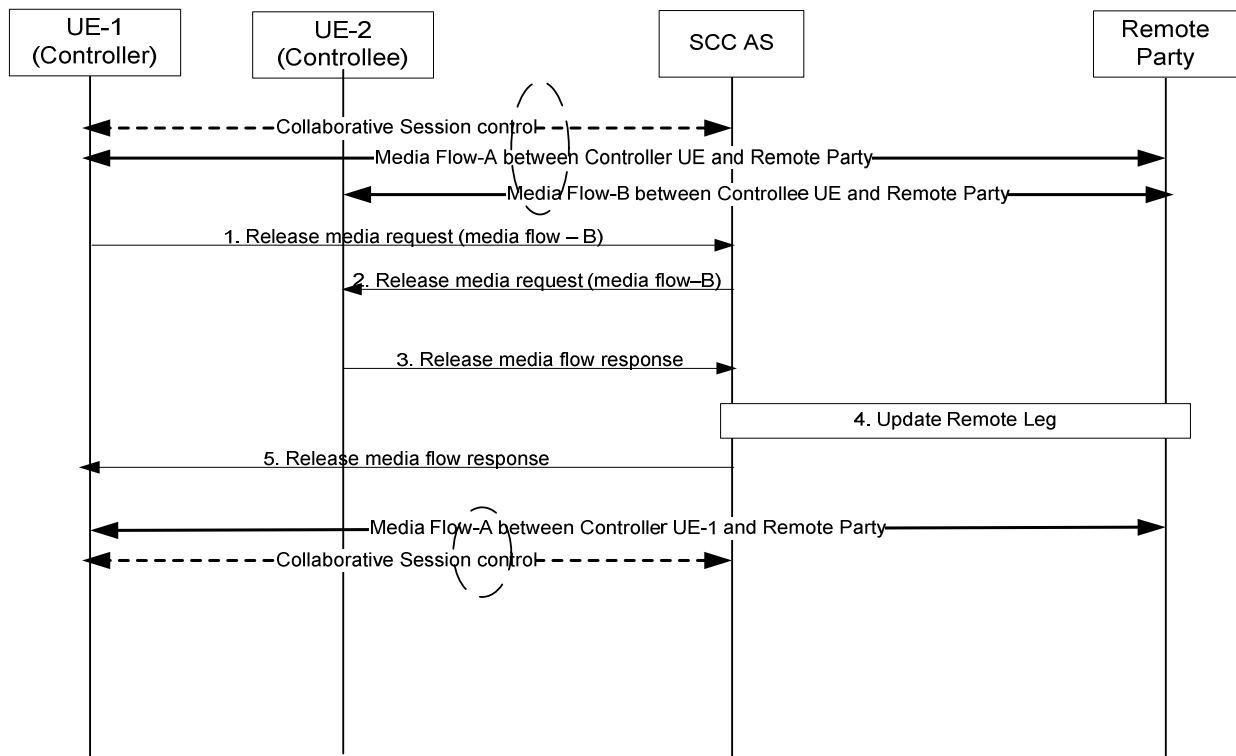 UE-1
(Controller)
UE-2
(Controllee)
SCC AS
Remote
Party
Collaborative Session control
Media Flow-A between Controller UE and Remote Party
Media Flow-B between Controllee UE and Remote Party
1. Release media request (media flow – B)
2. Release media request (media flow–B)
3. Release media flow response
4. Update Remote Leg
5. Release media flow response
Media Flow-A between Controller UE-1 and Remote Party
Collaborative Session control